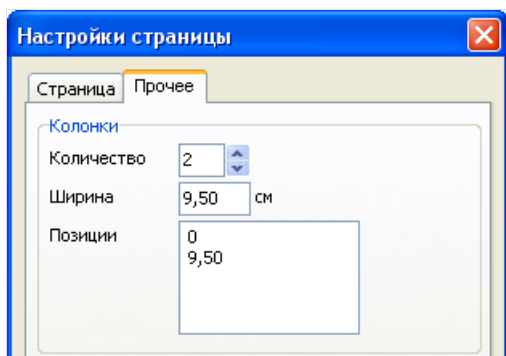 Настройки страницы
Страница Прочее
Колонки
Количество 2
Ширина 9,50 см
Позиции 0
9,50